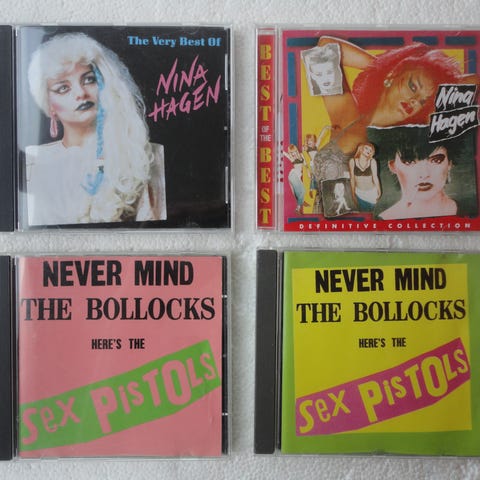 The Very Best Of
NINA
HAGEN
BEST OF THE BEST
Nina
Hagen
DEFINITIVE COLLECTION
NEVER MIND
THE BOLLOCKS
HERE'S THE
SEX PISTOLS
NEVER MIND
THE BOLLOCKS
HERE'S THE
SEX PISTOLS